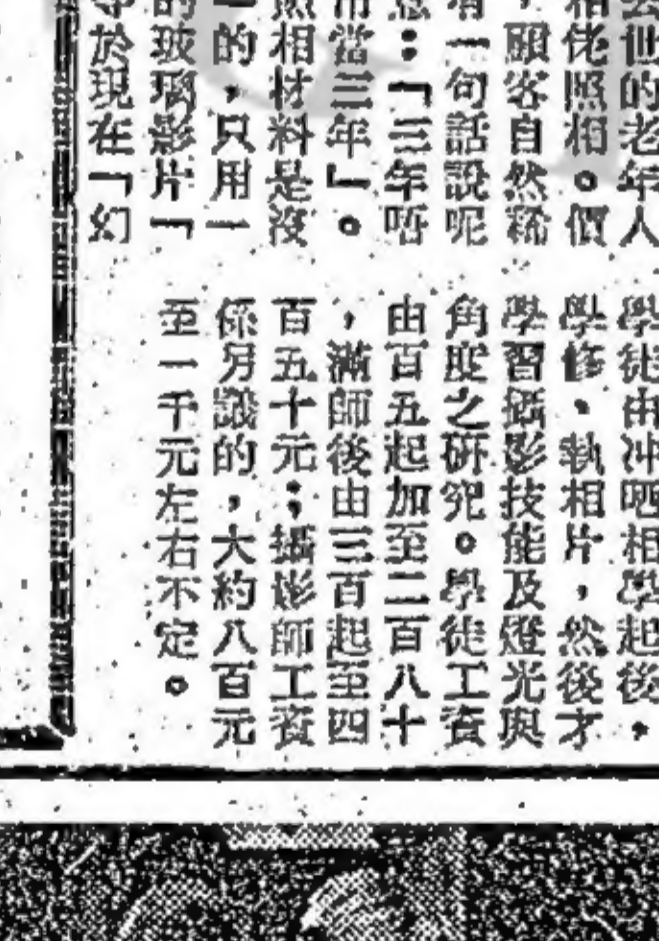 去世的老年人
相佬照相。價
，顧客自然稀
有一句話說呢
：「三年唔
當三年」。
照相材料是沒
一的，只用一
的玻璃影片「
等於現在「幻
學徒由冲晒相學起後，
學修、執相片，然後才
學習攝影技能及燈光與
角度之研究。學徒工資
由百五起加至二百八十
，滿師後由三百起至四
百五十元；攝影師工資
係另議的，大約八百元
至一千元左右不定。